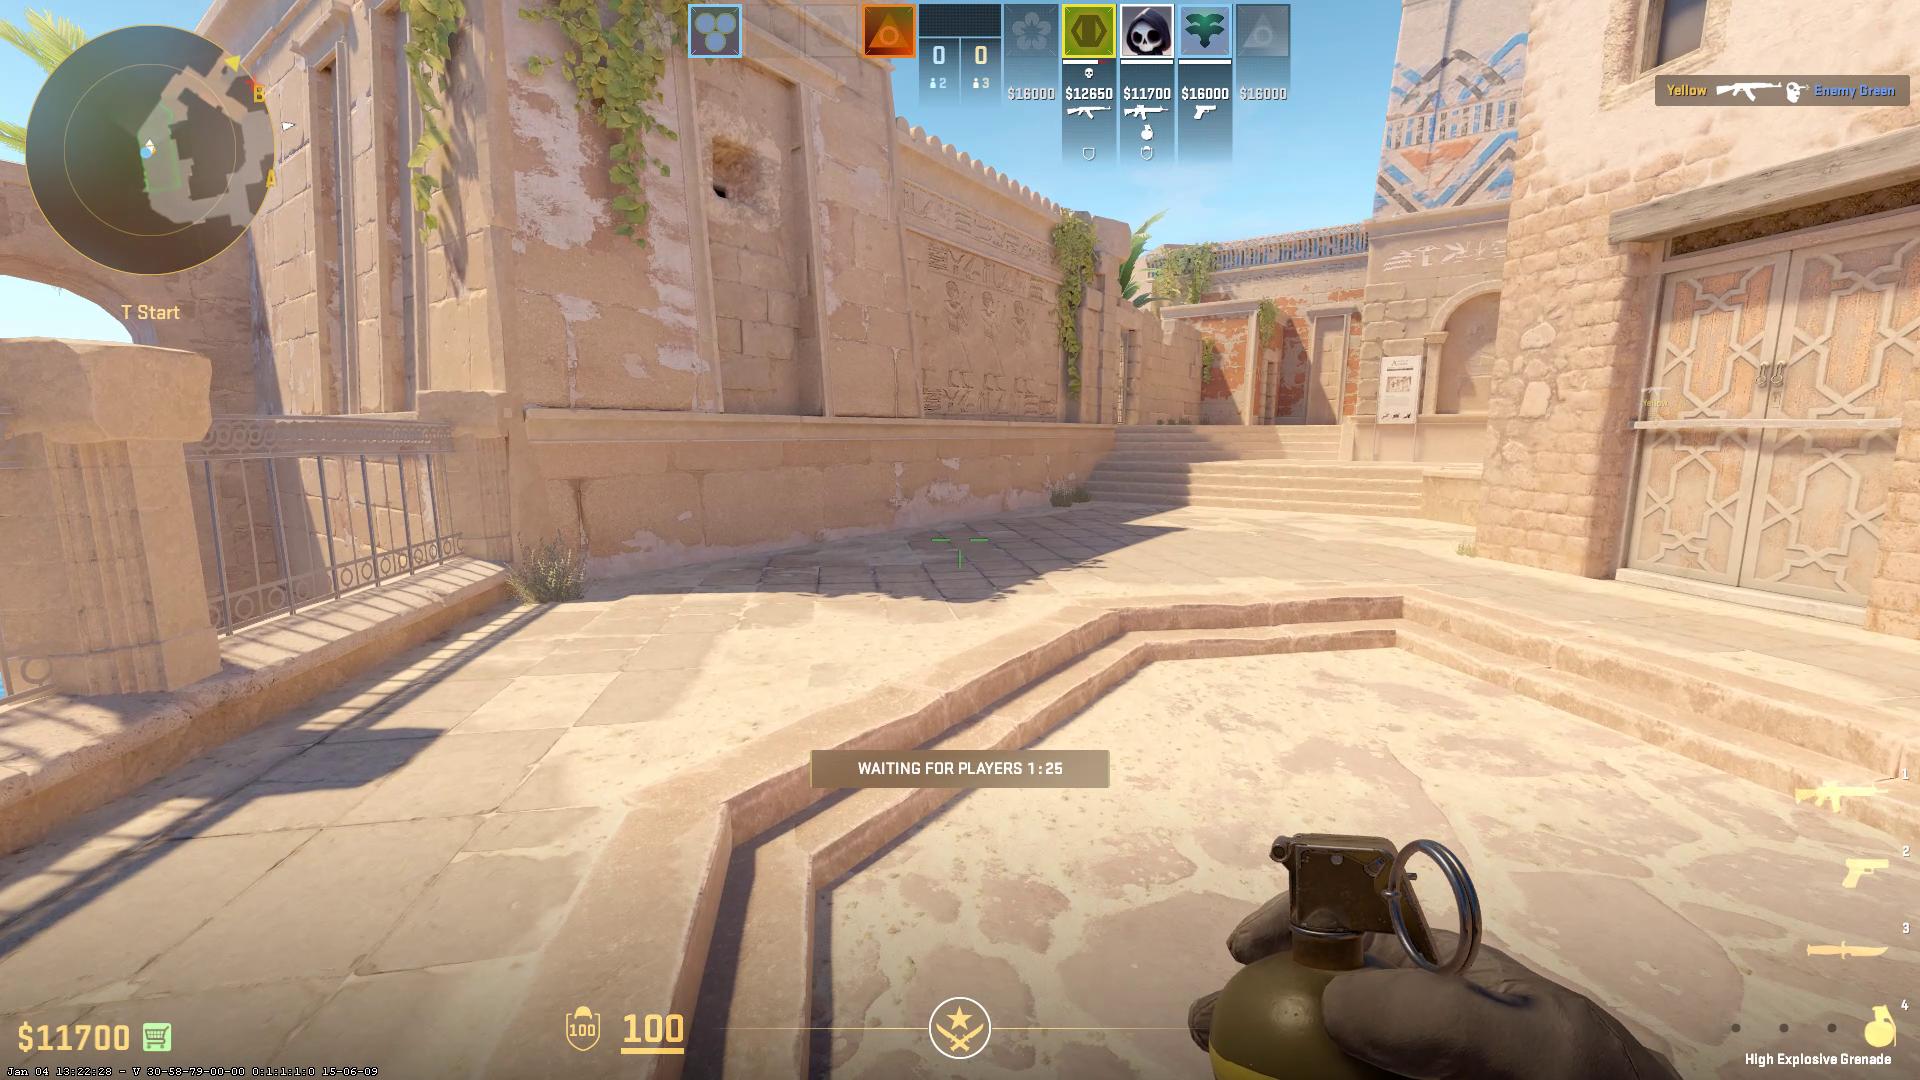 0 0
2 3
$16000 $12650 $11700 $16000 $16000
Yellow Enemy Green
B
A
T Start
Yellow
WAITING FOR PLAYERS 1:25
1
2
3
4
High Explosive Grenade
$11700
100
100
Jan 04 13:22:28 - V 30-58-79-00-00 0:1:1:1:0 15-06-09